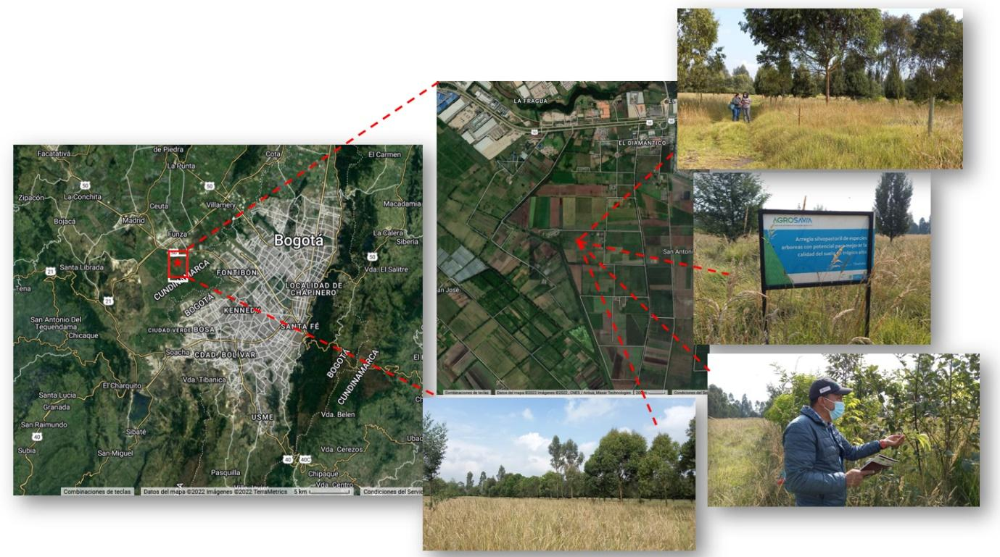 Facatativá
de Piedra
La Punta
Cota
El Carmen
50
50
Zipacón
La Conchita
Ceuta
Villamery
Macadamia
Bojacá
Madrid
Funza
Bogotá
La Calera
Siberia
50
Vda. El Salitre
21
Santa Librada
CUNDINAMARCA
FONTIBÓN
Tena
21
BOGOTÁ
LOCALIDAD DE
CHAPINERO
KENNEDY
San Antonio Del
Tequendama
Chicaque
CIUDAD VERDE
BOSA
SANTA FÉ
Soacha
CDAD. BOLÍVAR
BOGOTÁ
CUNDINAMARCA
El Charquito
Vda. Tibanica
Santa Lucia
Granada
USME
Vda. Belen
San Raimundo
40
Sibaté
Subia
San Miguel
Vda. Cerezos
40
40C
Pasquilla
Chipaque
Vda. Centro
Combinaciones de teclas
Datos del mapa ©2022 Imágenes ©2022 TerraMetrics
5 km
Condiciones del Servic
LA FRAGUA
EL DIAMANTICO
San Antoni
an José
Combinaciones de teclas
Datos del mapa ©2022 Imágenes ©2022 , CNES / Airbus, Maxar Technologies
Condiciones del Se
AGROSAVIA
Arreglo silvopastoril de especies
arboreas con potencial para mejorar la
calidad del suelo trópico alto